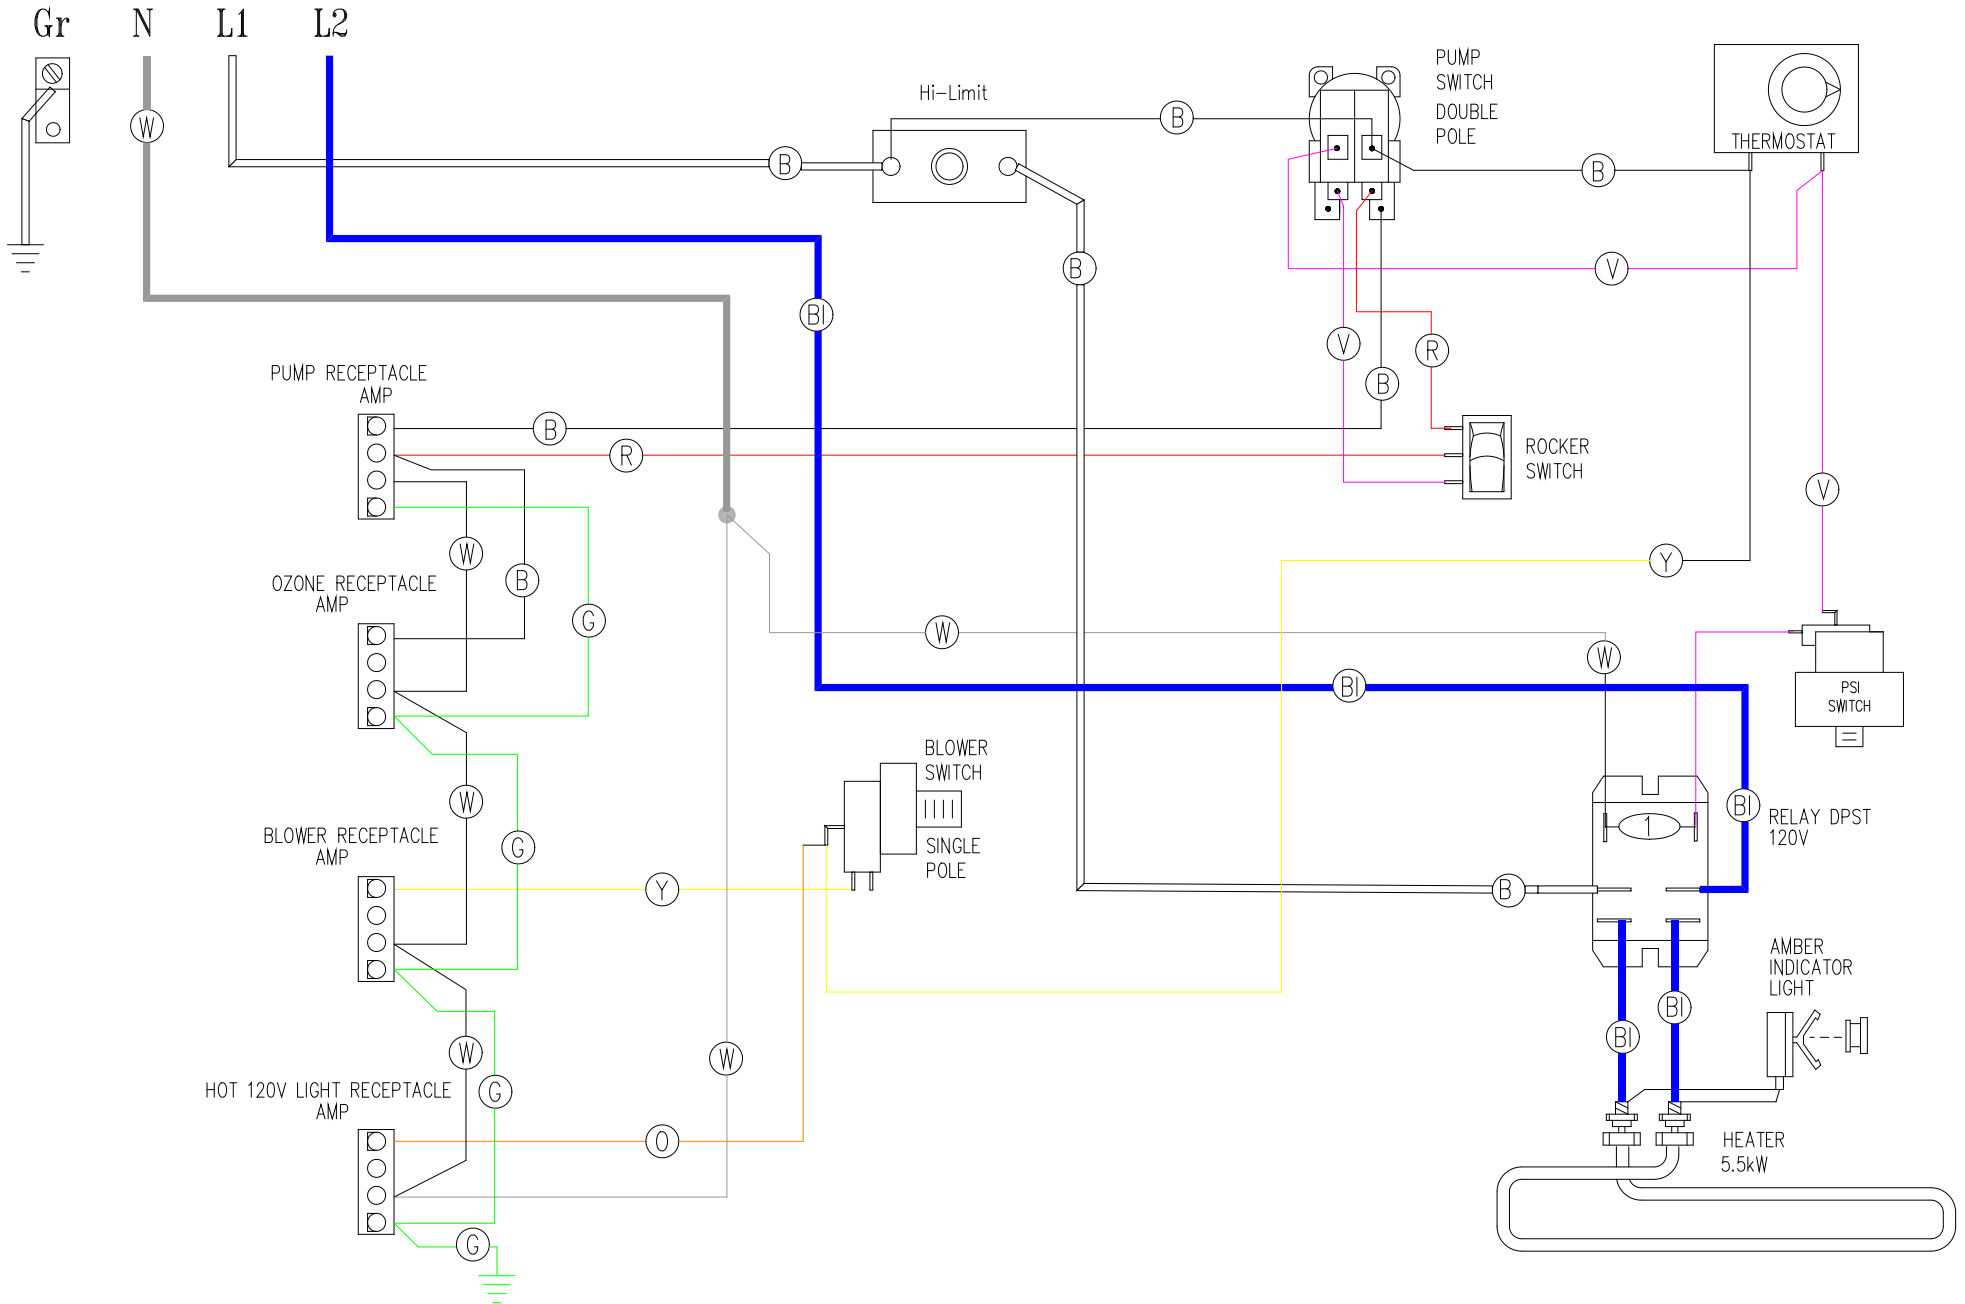 Gr N L1 L2
W
B
Hi-Limit
B
PUMP
SWITCH
DOUBLE
POLE
B
THERMOSTAT
V
B
Bl
V
R
B
PUMP RECEPTACLE
AMP
B
R
ROCKER
SWITCH
V
W
B
Y
OZONE RECEPTACLE
AMP
G
W
W
Bl
PSI
SWITCH
BLOWER
SWITCH
SINGLE
POLE
W
Bl
RELAY DPST
120V
1
BLOWER RECEPTACLE
AMP
G
Y
B
AMBER
INDICATOR
LIGHT
Bl
Bl
W
W
HOT 120V LIGHT RECEPTACLE
AMP
G
O
HEATER
5.5kW
G